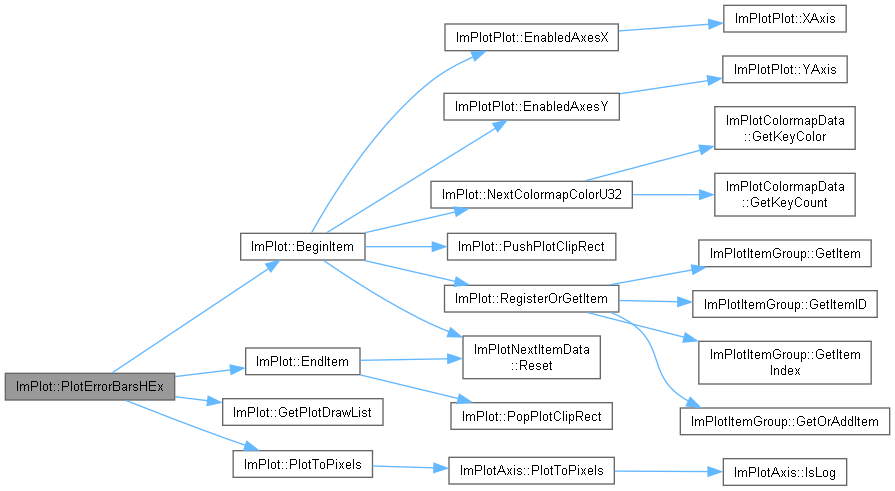 ImPlot::PlotErrorBarsHEx
ImPlot::BeginItem
ImPlot::EndItem
ImPlot::GetPlotDrawList
ImPlot::PlotToPixels
ImPlotPlot::EnabledAxesX
ImPlotPlot::EnabledAxesY
ImPlot::NextColormapColorU32
ImPlot::PushPlotClipRect
ImPlot::RegisterOrGetItem
ImPlotNextItemData
::Reset
ImPlot::PopPlotClipRect
ImPlotAxis::PlotToPixels
ImPlotPlot::XAxis
ImPlotPlot::YAxis
ImPlotColormapData
::GetKeyColor
ImPlotColormapData
::GetKeyCount
ImPlotItemGroup::GetItem
ImPlotItemGroup::GetItemID
ImPlotItemGroup::GetItem
Index
ImPlotItemGroup::GetOrAddItem
ImPlotAxis::IsLog